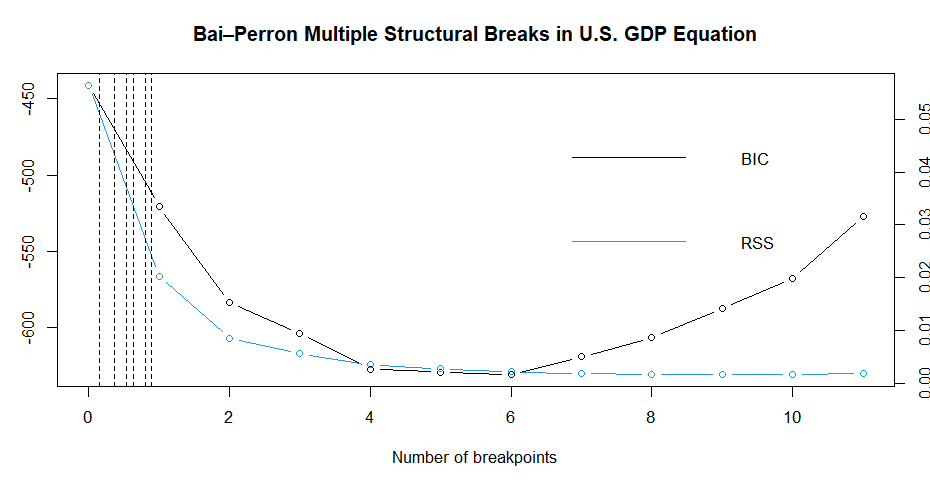 Bai–Perron Multiple Structural Breaks in U.S. GDP Equation
-450
-500
-550
-600
BIC
RSS
0.05
0.04
0.03
0.02
0.01
0.00
0 2 4 6 8 10
Number of breakpoints